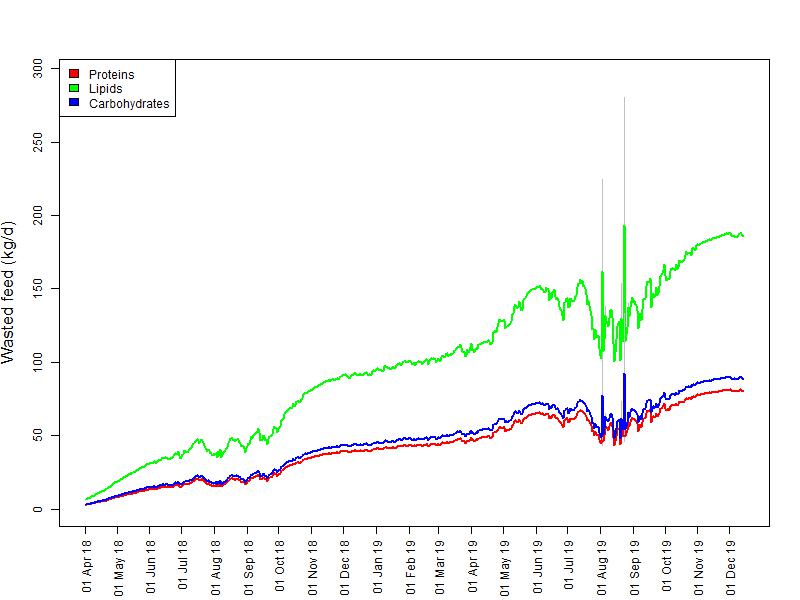 Proteins
Lipids
Carbohydrates
Wasted feed (kg/d)
300
250
200
150
100
50
0
01 Apr 18
01 May 18
01 Jun 18
01 Jul 18
01 Aug 18
01 Sep 18
01 Oct 18
01 Nov 18
01 Dec 18
01 Jan 19
01 Feb 19
01 Mar 19
01 Apr 19
01 May 19
01 Jun 19
01 Jul 19
01 Aug 19
01 Sep 19
01 Oct 19
01 Nov 19
01 Dec 19